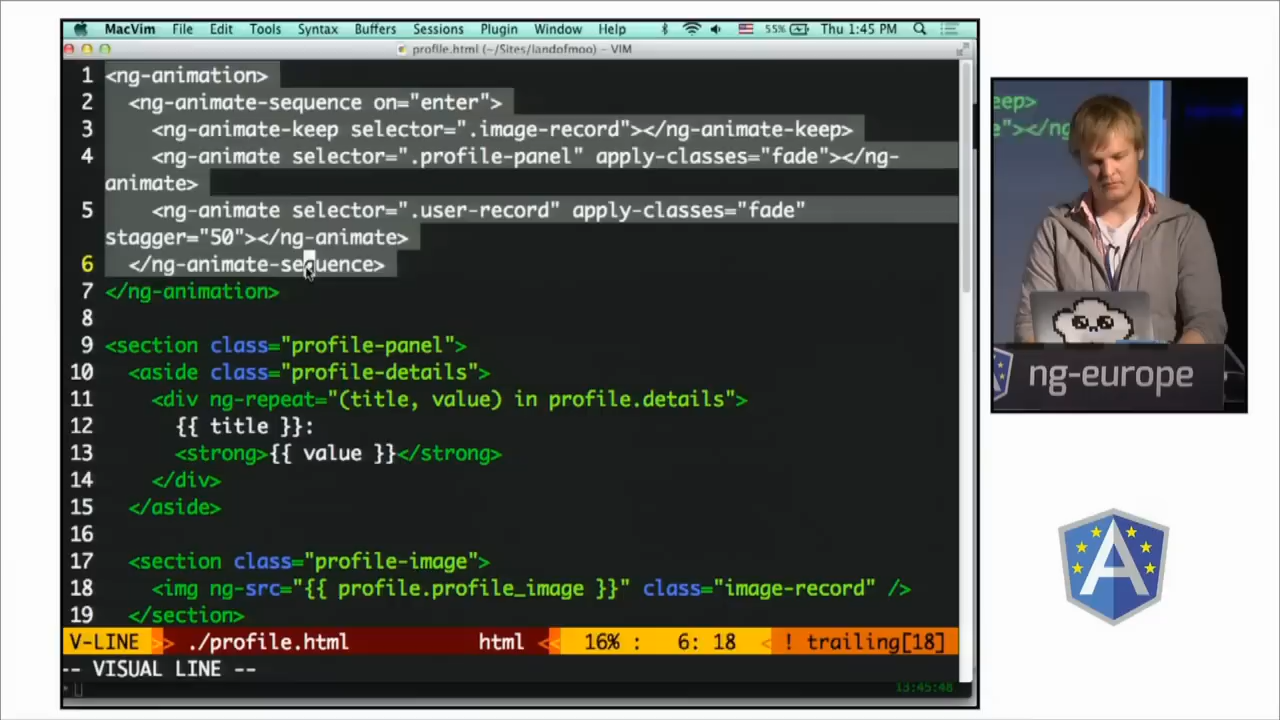 MacVim File Edit Tools Syntax Buffers Sessions Plugin Window Help 55% Thu 1:45 PM
profile.html (~/Sites/landofmoo) – VIM
1 <ng-animation>
2 <ng-animate-sequence on="enter">
3 <ng-animate-keep selector=".image-record"></ng-animate-keep>
4 <ng-animate selector=".profile-panel" apply-classes="fade"></ng-
animate>
5 <ng-animate selector=".user-record" apply-classes="fade"
stagger="50"></ng-animate>
6 </ng-animate-sequence>
7 </ng-animation>
8
9 <section class="profile-panel">
10 <aside class="profile-details">
11 <div ng-repeat="(title, value) in profile.details">
12 {{ title }}:
13 <strong>{{ value }}</strong>
14 </div>
15 </aside>
16
17 <section class="profile-image">
18 <img ng-src="{{ profile.profile_image }}" class="image-record" />
19 </section>
V-LINE ./profile.html html 16% : 6: 18 ! trailing[18]
-- VISUAL LINE --
13:45:48
eep>
e"></ng
ng-europe
A